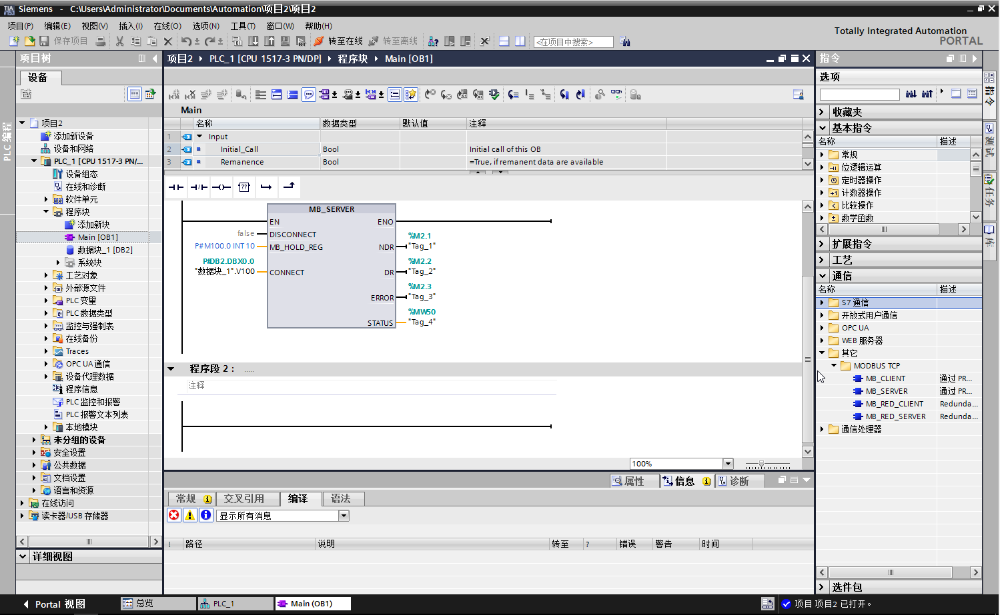 Siemens - C:\Users\Administrator\Documents\Automation\项目2\项目2
项目(P) 编辑(E) 视图(V) 插入(I) 在线(O) 选项(N) 工具(T) 窗口(W) 帮助(H)
Totally Integrated Automation
PORTAL
保存项目 转至在线 转至离线 <在项目中搜索>
项目树
项目2 PLC_1 [CPU 1517-3 PN/DP] 程序块 Main [OB1]
指令
设备
选项
PLC 编程
项目2
添加新设备
设备和网络
PLC_1 [CPU 1517-3 PN/...
设备组态
在线和诊断
软件单元
程序块
添加新块
Main [OB1]
数据块_1 [DB2]
系统块
工艺对象
外部源文件
PLC 变量
PLC 数据类型
监控与强制表
在线备份
Traces
OPC UA 通信
设备代理数据
程序信息
PLC 监控和报警
PLC 报警文本列表
本地模块
未分组的设备
安全设置
公共数据
文档设置
语言和资源
在线访问
读卡器/USB 存储器
详细视图
Main
名称 数据类型 默认值 注释
1 Input
2 Initial_Call Bool Initial call of this OB
3 Remanence Bool =True, if remanent data are available
MB_SERVER
EN ENO
false DISCONNECT
%M2.1
P#M100.0 INT 10 MB_HOLD_REG NDR "Tag_1"
P#DB2.DBX0.0 %M2.2
"数据块_1".V100 CONNECT DR "Tag_2"
%M2.3
ERROR "Tag_3"
%MW50
STATUS "Tag_4"
程序段 2： .....
注释
100%
属性 信息 诊断
常规 交叉引用 编译 语法
显示所有消息
! 路径 说明 转至 ? 错误 警告 时间
收藏夹
基本指令
名称 描述
常规
位逻辑运算
定时器操作
计数器操作
比较操作
数学函数
扩展指令
工艺
通信
名称 描述
S7 通信
开放式用户通信
OPC UA
WEB 服务器
其它
MODBUS TCP
MB_CLIENT 通过 PR...
MB_SERVER 通过 PR...
MB_RED_CLIENT Redunda...
MB_RED_SERVER Redunda...
通信处理器
选件包
指令
测试
任务
库
Portal 视图 总览 PLC_1 Main (OB1) 项目 项目2 已打开。